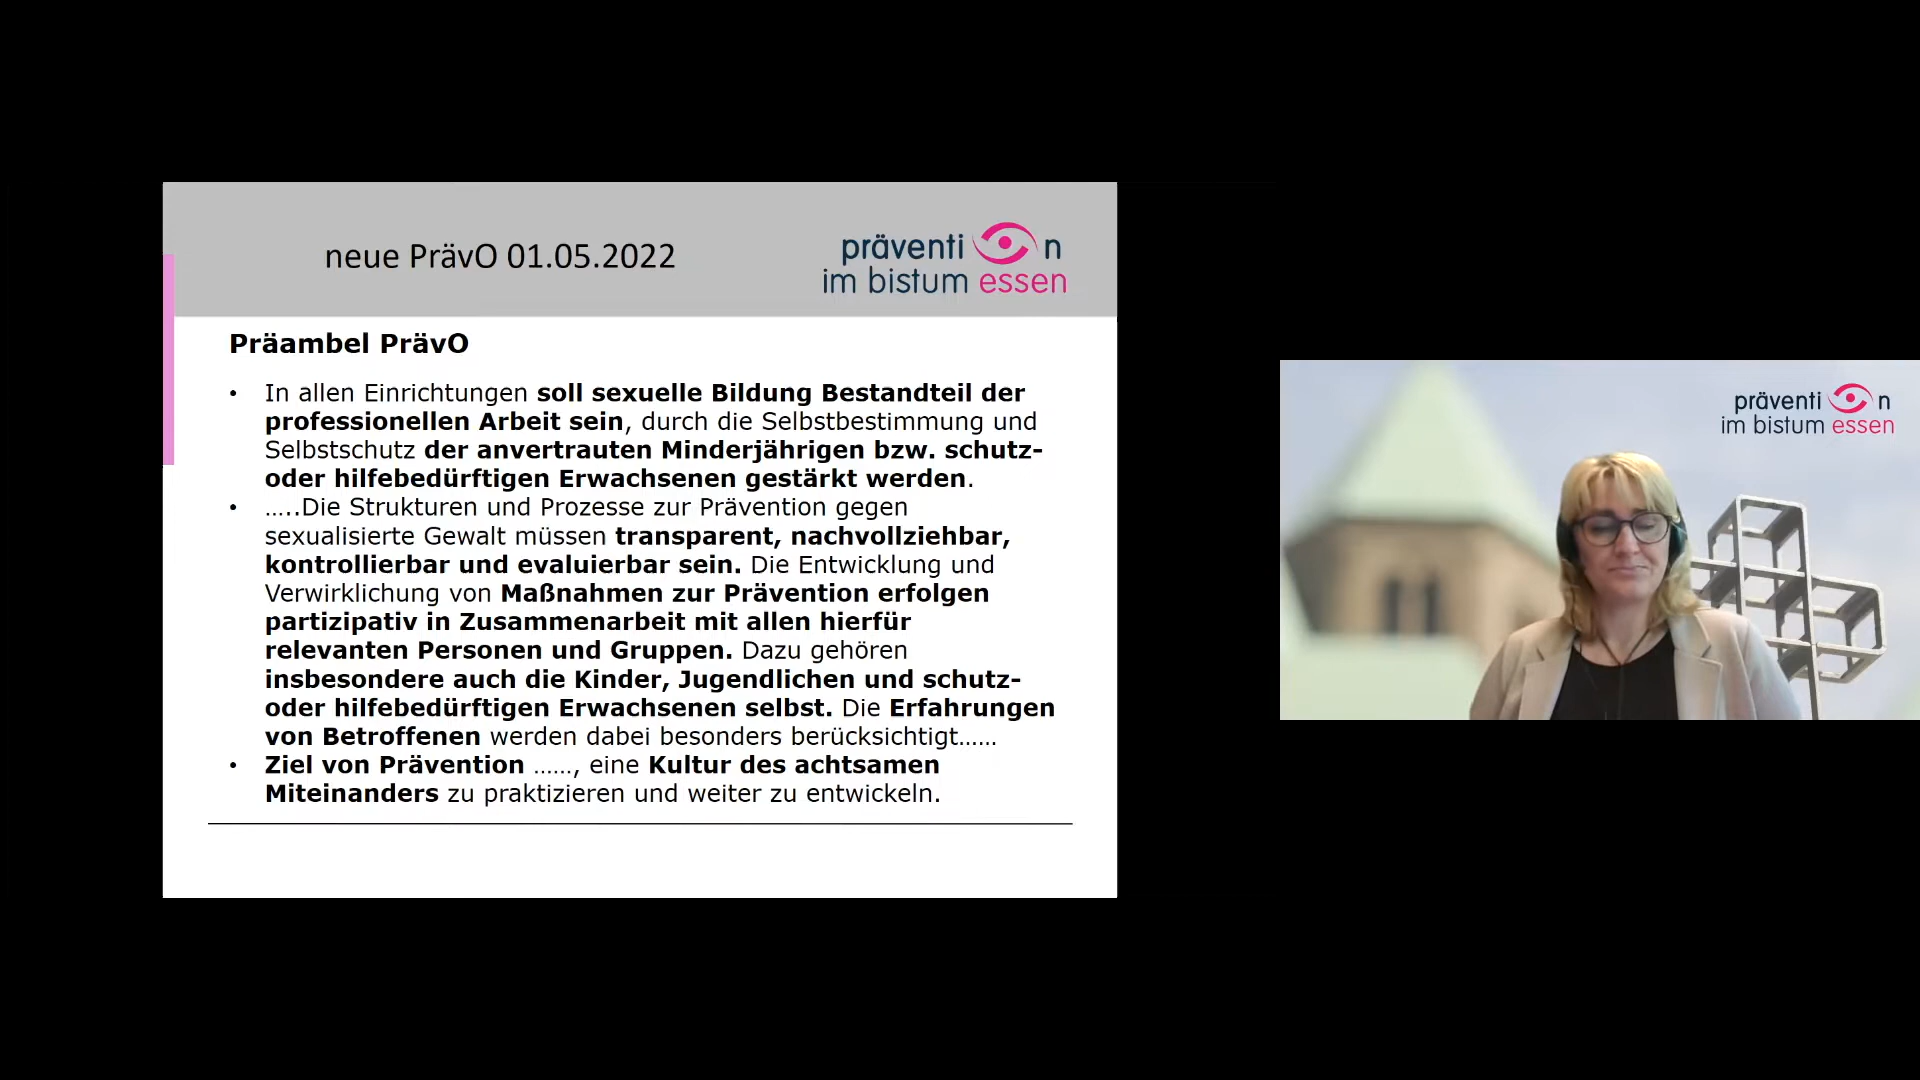 neue PrävO 01.05.2022
präventi n
im bistum essen
Präambel PrävO
• In allen Einrichtungen soll sexuelle Bildung Bestandteil der
professionellen Arbeit sein, durch die Selbstbestimmung und
Selbstschutz der anvertrauten Minderjährigen bzw. schutz-
oder hilfebedürftigen Erwachsenen gestärkt werden.
• …..Die Strukturen und Prozesse zur Prävention gegen
sexualisierte Gewalt müssen transparent, nachvollziehbar,
kontrollierbar und evaluierbar sein. Die Entwicklung und
Verwirklichung von Maßnahmen zur Prävention erfolgen
partizipativ in Zusammenarbeit mit allen hierfür
relevanten Personen und Gruppen. Dazu gehören
insbesondere auch die Kinder, Jugendlichen und schutz-
oder hilfebedürftigen Erwachsenen selbst. Die Erfahrungen
von Betroffenen werden dabei besonders berücksichtigt……
• Ziel von Prävention ……, eine Kultur des achtsamen
Miteinanders zu praktizieren und weiter zu entwickeln.
präventi n
im bistum essen